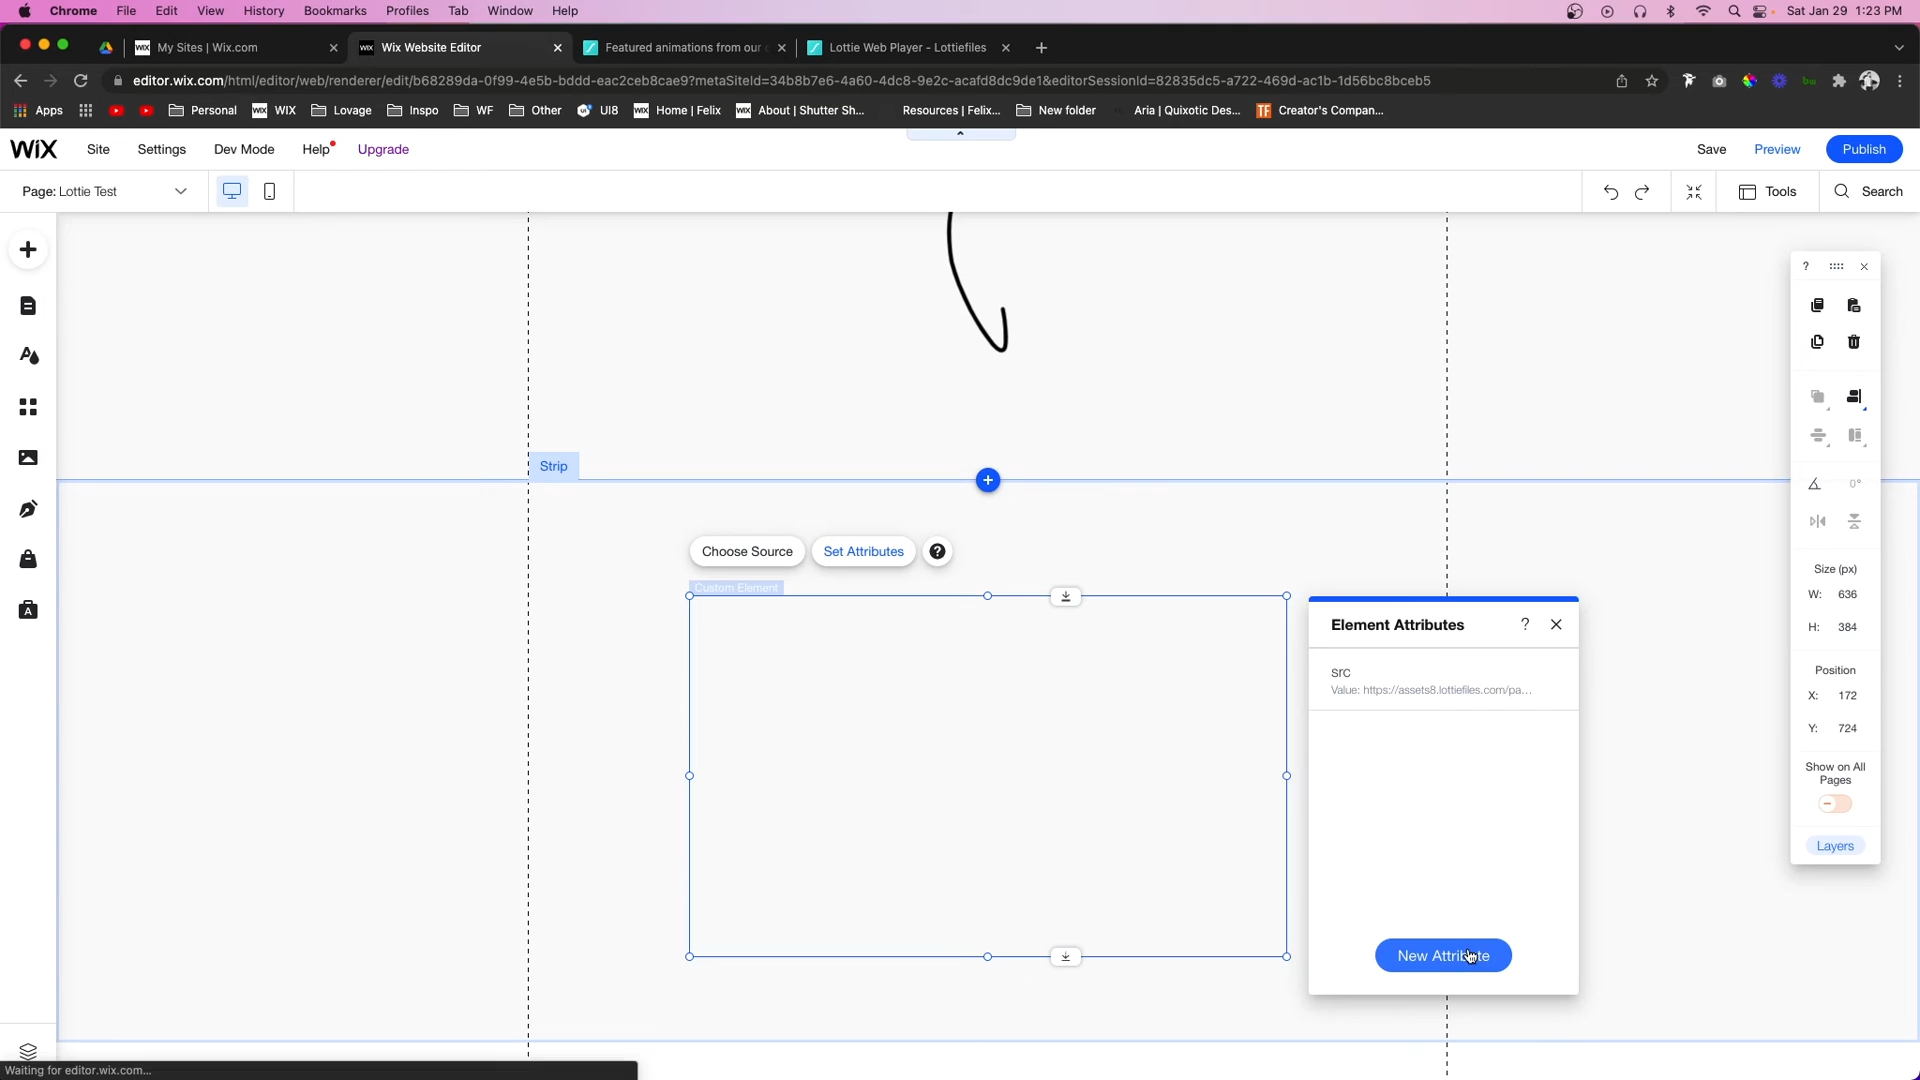 Chrome File Edit View History Bookmarks Profiles Tab Window Help Sat Jan 29 1:23 PM
WIX My Sites | Wix.com WIX Wix Website Editor Featured animations from our Lottie Web Player - Lottiefiles
editor.wix.com/html/editor/web/renderer/edit/b68289da-0f99-4e5b-bddd-eac2ceb8cae9?metaSiteId=34b8b7e6-4a60-4dc8-9e2c-acafd8dc9de1&editorSessionId=82835dc5-a722-469d-ac1b-1d56bc8bceb5
Apps Personal WIX WIX Lovage Inspo WF Other UI8 WIX Home | Felix WIX About | Shutter Sh... Resources | Felix... New folder Aria | Quixotic Des... TF Creator's Compan...
WIX Site Settings Dev Mode Help Upgrade Save Preview Publish
Page: Lottie Test Tools Search
Strip
Choose Source Set Attributes ?
Custom Element
Element Attributes ?
src
Value: https://assets8.lottiefiles.com/pa...
New Attribute
?
0°
Size (px)
W: 636
H: 384
Position
X: 172
Y: 724
Show on All
Pages
Layers
Waiting for editor.wix.com...